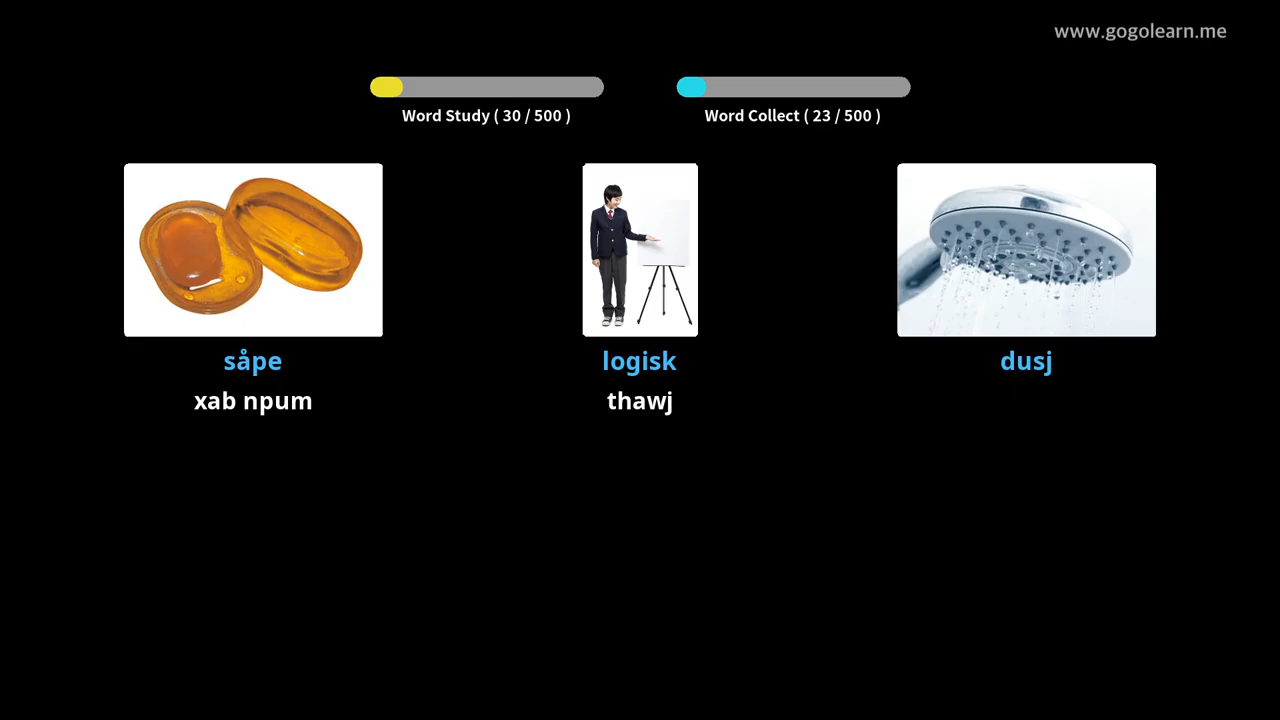 www.gogolearn.me
Word Study ( 30 / 500 )
Word Collect ( 23 / 500 )
såpe
logisk
dusj
xab npum
thawj